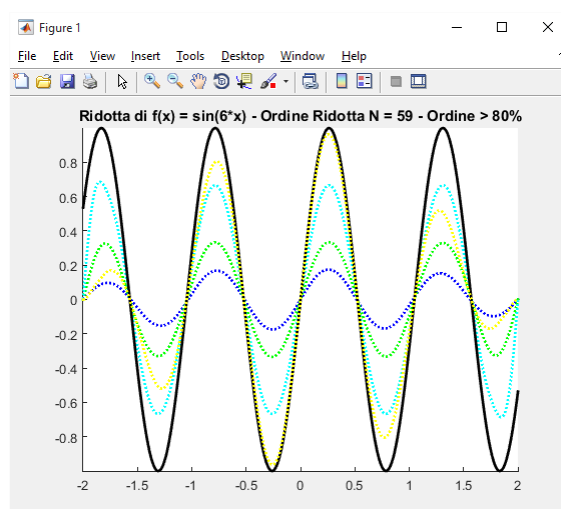 Figure 1
File Edit View Insert Tools Desktop Window Help
Ridotta di f(x) = sin(6*x) - Ordine Ridotta N = 59 - Ordine > 80%
0.8
0.6
0.4
0.2
0
-0.2
-0.4
-0.6
-0.8
-2 -1.5 -1 -0.5 0 0.5 1 1.5 2